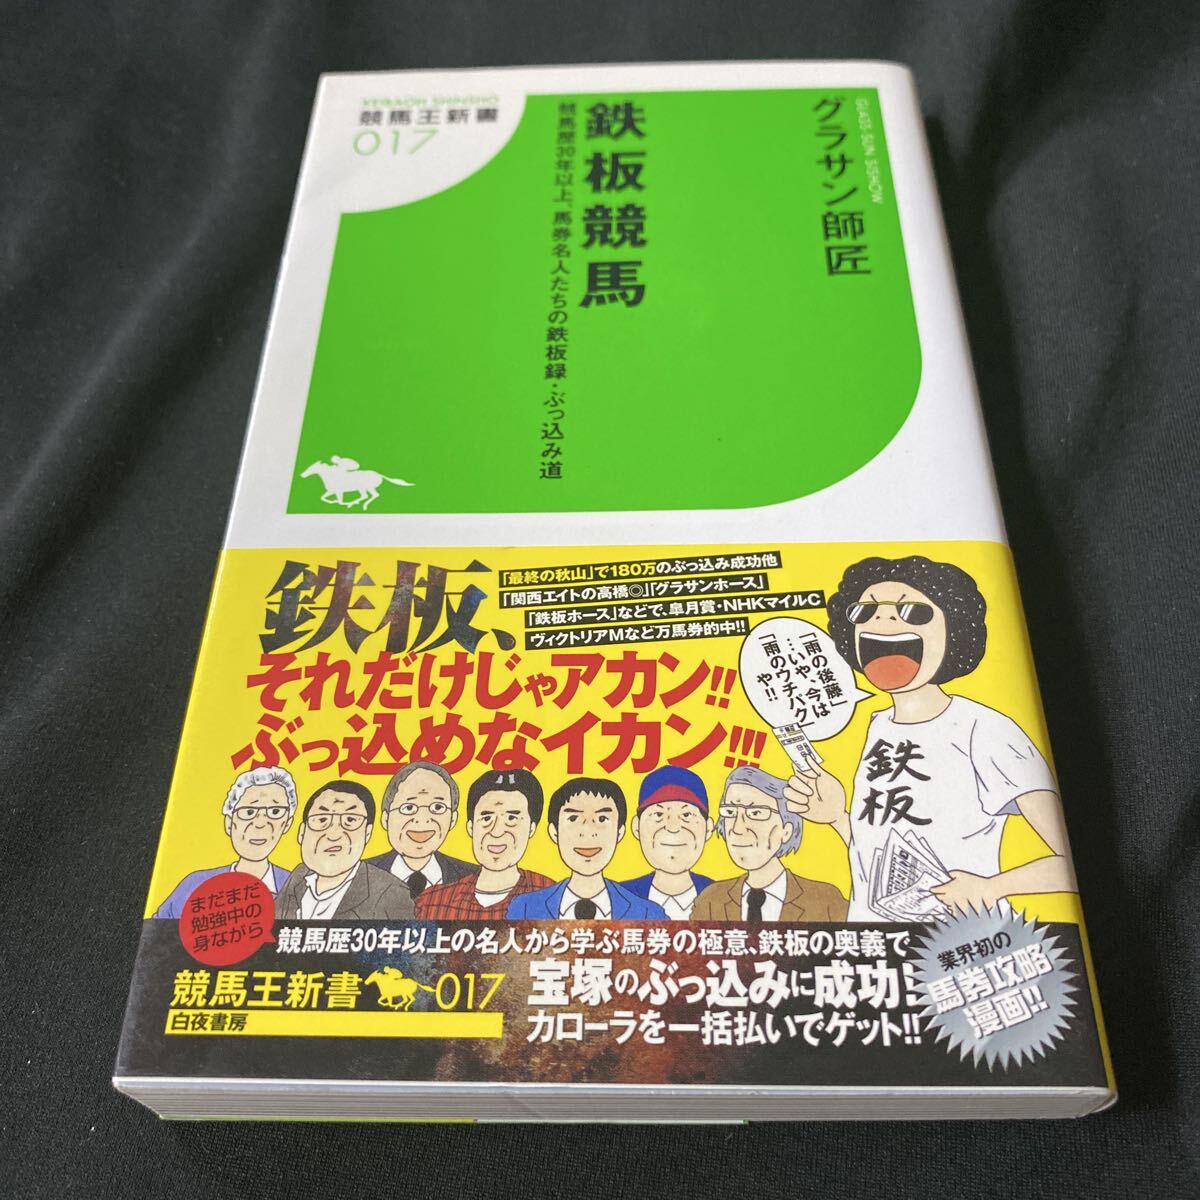 KEIBAOH SHINSHO
競馬王新書
017
グラサン師匠
GLASS SUN SISHOW
鉄板競馬
競馬歴30年以上、馬券名人たちの鉄板録・ぶっ込み道
鉄板、
それだけじゃアカン!!
ぶっ込めなイカン!!!
「最終の秋山」で180万のぶっ込み成功他
「関西エイトの高橋◎」「グラサンホース」
「鉄板ホース」などで、皐月賞・NHKマイルC
ヴィクトリアMなど万馬券的中!!
「雨の後藤」
…いや、今は
「雨のウチパク」
や!!
鉄板
まだまだ
勉強中の
身ながら
競馬歴30年以上の名人から学ぶ馬券の極意、鉄板の奥義で
宝塚のぶっ込みに成功!
カローラを一括払いでゲット!!
競馬王新書
017
白夜書房
業界初の
馬券攻略
漫画!!